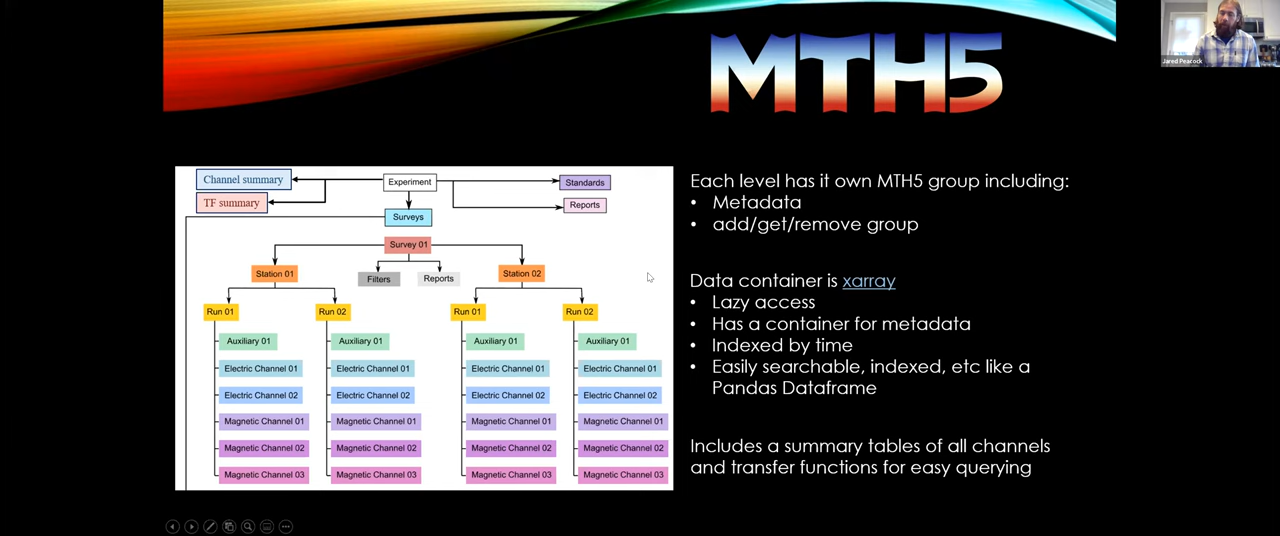 MTH5
Jared Peacock
Channel summary
Experiment
Standards
TF summary
Reports
Surveys
Survey 01
Station 01
Filters
Reports
Station 02
Run 01
Run 02
Run 01
Run 02
Auxiliary 01
Auxiliary 01
Auxiliary 01
Auxiliary 01
Electric Channel 01
Electric Channel 01
Electric Channel 01
Electric Channel 01
Electric Channel 02
Electric Channel 02
Electric Channel 02
Electric Channel 02
Magnetic Channel 01
Magnetic Channel 01
Magnetic Channel 01
Magnetic Channel 01
Magnetic Channel 02
Magnetic Channel 02
Magnetic Channel 02
Magnetic Channel 02
Magnetic Channel 03
Magnetic Channel 03
Magnetic Channel 03
Magnetic Channel 03
Each level has it own MTH5 group including:
• Metadata
• add/get/remove group
Data container is xarray
• Lazy access
• Has a container for metadata
• Indexed by time
• Easily searchable, indexed, etc like a
Pandas Dataframe
Includes a summary tables of all channels
and transfer functions for easy querying